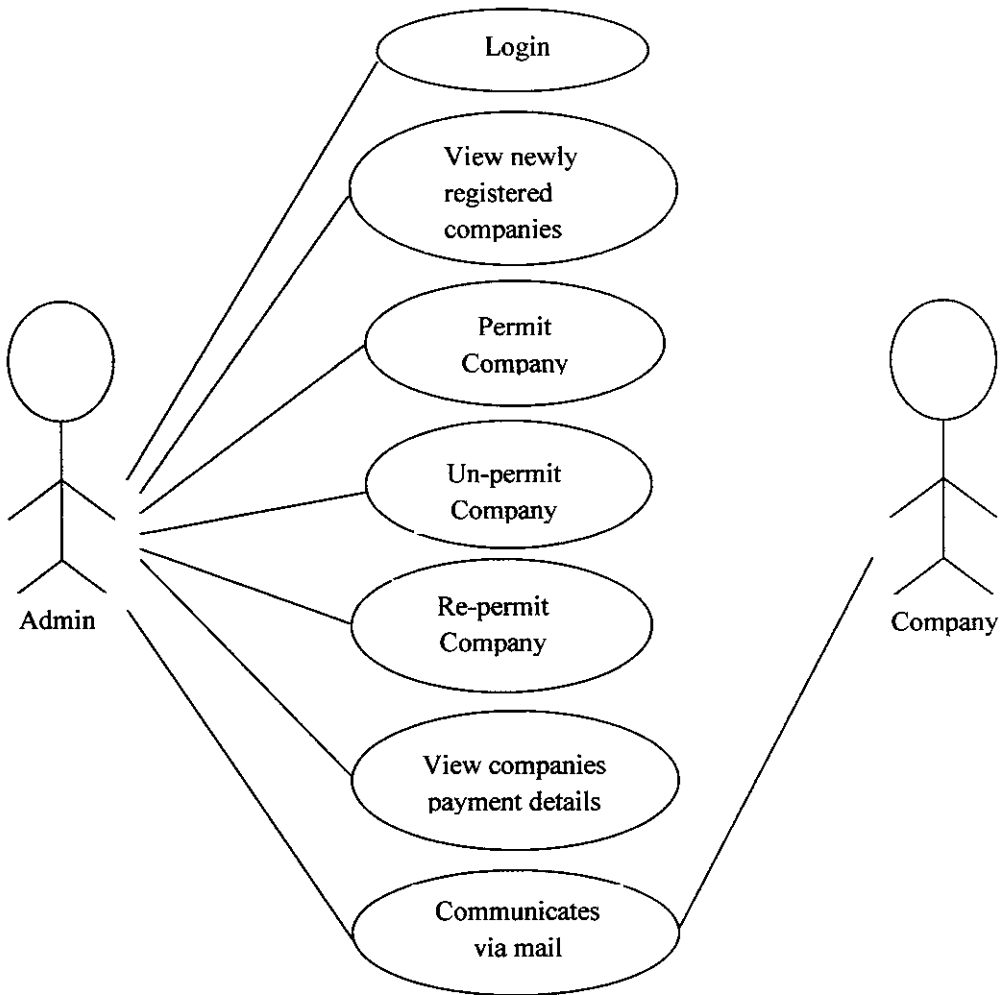 Login
View newly
registered
companies
Permit
Company
Un-permit
Company
Re-permit
Company
Admin
Company
View companies
payment details
Communicates
via mail